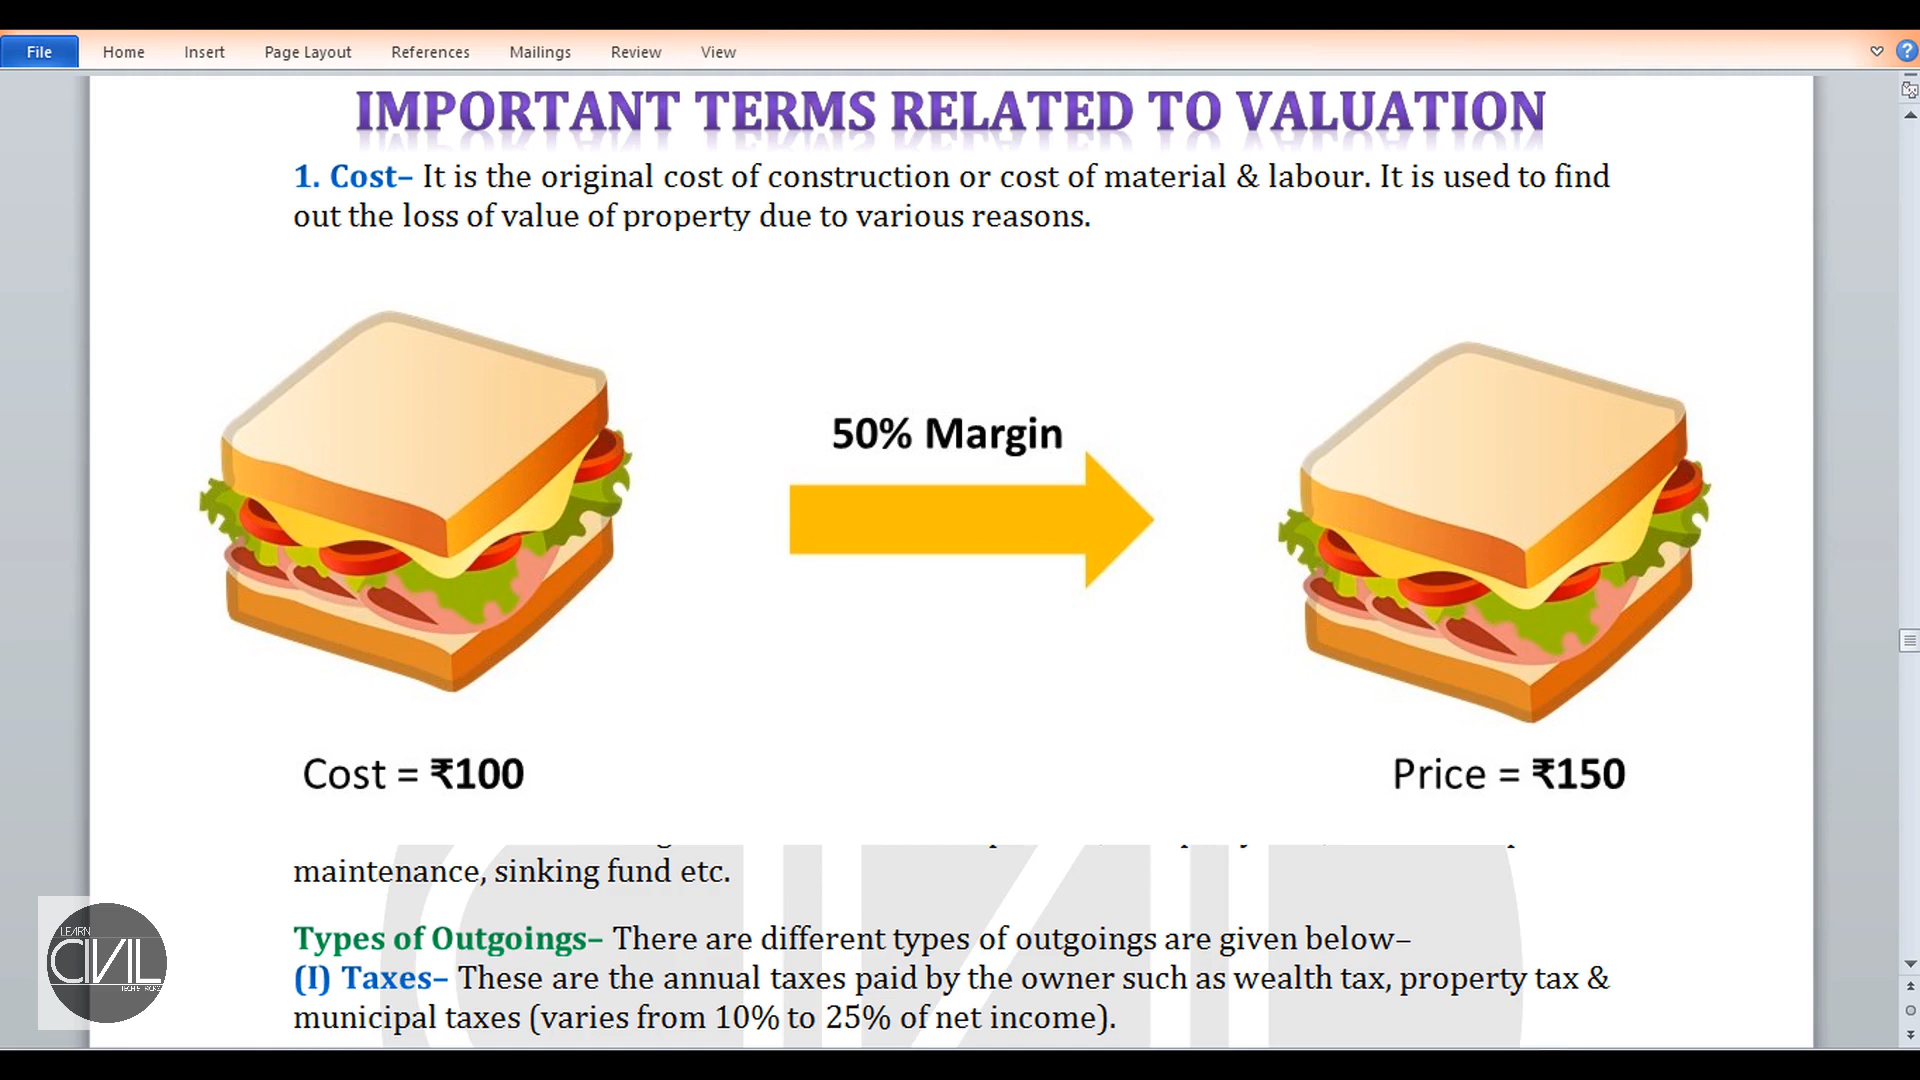 File Home Insert Page Layout References Mailings Review View
IMPORTANT TERMS RELATED TO VALUATION
1. Cost– It is the original cost of construction or cost of material & labour. It is used to find
out the loss of value of property due to various reasons.
50% Margin
Cost = ₹100
Price = ₹150
maintenance, sinking fund etc.
Types of Outgoings– There are different types of outgoings are given below–
(I) Taxes– These are the annual taxes paid by the owner such as wealth tax, property tax &
municipal taxes (varies from 10% to 25% of net income).
LEARN
CIVIL